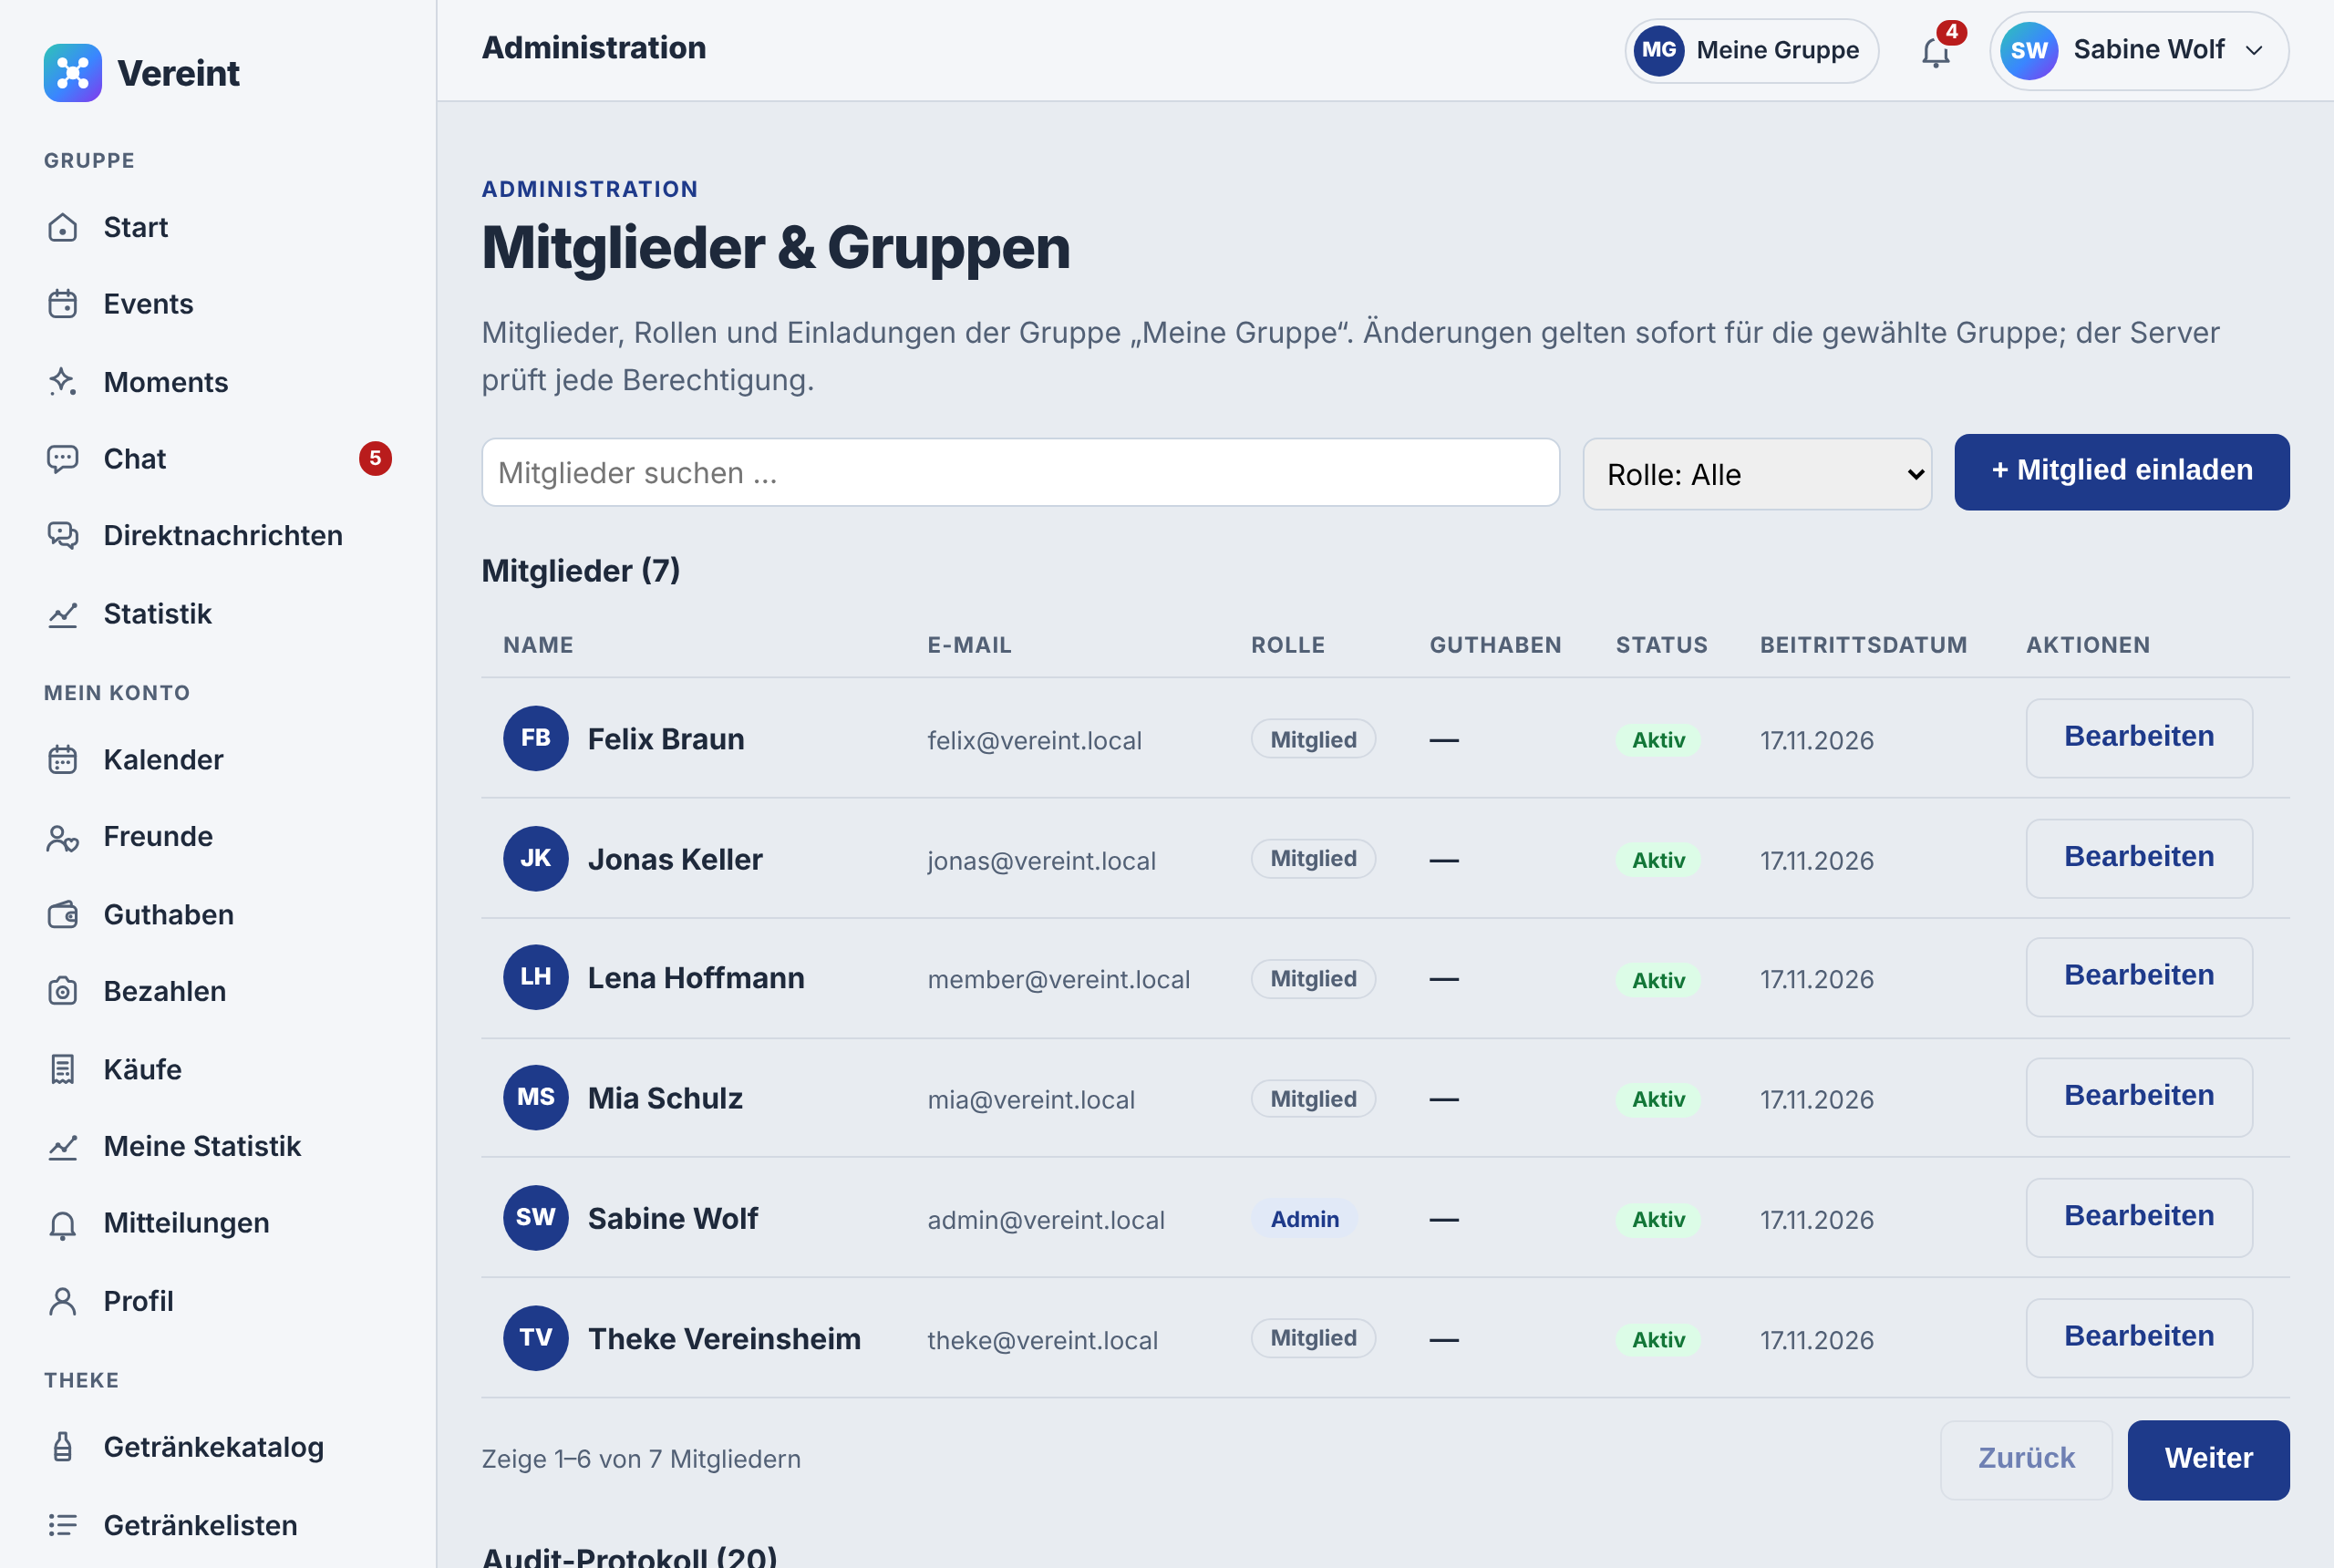 Vereint
GRUPPE
Start
Events
Moments
Chat 5
Direktnachrichten
Statistik
MEIN KONTO
Kalender
Freunde
Guthaben
Bezahlen
Käufe
Meine Statistik
Mitteilungen
Profil
THEKE
Getränkekatalog
Getränkelisten
Administration
MG Meine Gruppe
4
SW Sabine Wolf
ADMINISTRATION
Mitglieder & Gruppen
Mitglieder, Rollen und Einladungen der Gruppe „Meine Gruppe“. Änderungen gelten sofort für die gewählte Gruppe; der Server
prüft jede Berechtigung.
Mitglieder suchen ... Rolle: Alle + Mitglied einladen
Mitglieder (7)
NAME E-MAIL ROLLE GUTHABEN STATUS BEITRITTSDATUM AKTIONEN
FB Felix Braun felix@vereint.local Mitglied — Aktiv 17.11.2026 Bearbeiten
JK Jonas Keller jonas@vereint.local Mitglied — Aktiv 17.11.2026 Bearbeiten
LH Lena Hoffmann member@vereint.local Mitglied — Aktiv 17.11.2026 Bearbeiten
MS Mia Schulz mia@vereint.local Mitglied — Aktiv 17.11.2026 Bearbeiten
SW Sabine Wolf admin@vereint.local Admin — Aktiv 17.11.2026 Bearbeiten
TV Theke Vereinsheim theke@vereint.local Mitglied — Aktiv 17.11.2026 Bearbeiten
Zeige 1–6 von 7 Mitgliedern Zurück Weiter
Audit-Protokoll (20)